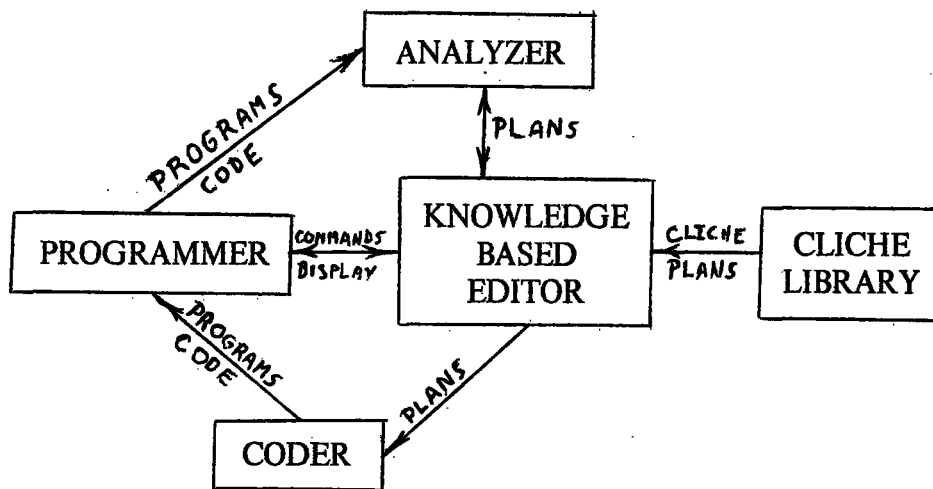 ANALYZER
PROGRAMS
CODE
PLANS
PROGRAMMER
COMMANDS
DISPLAY
KNOWLEDGE
BASED
EDITOR
CLICHE
PLANS
CLICHE
LIBRARY
PROGRAMS
CODE
PLANS
CODER